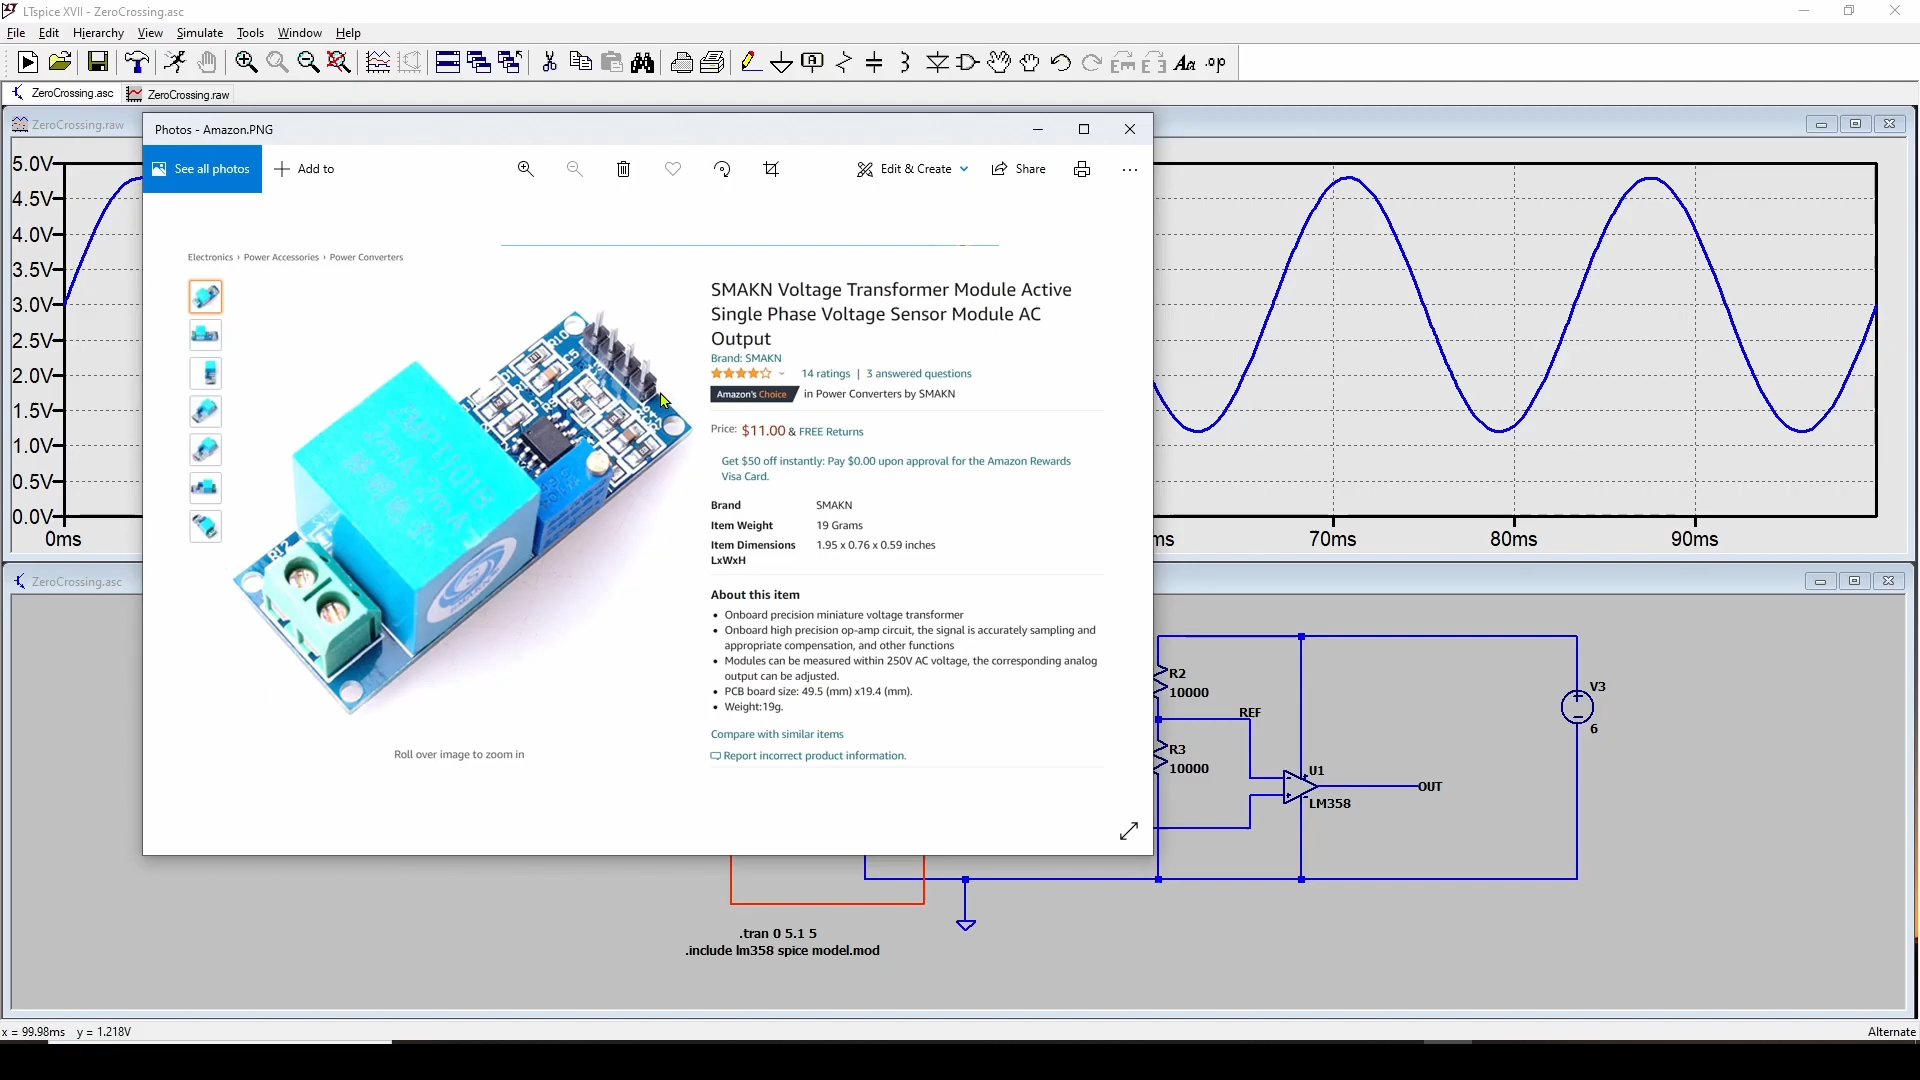 LTspice XVII - ZeroCrossing.asc
File Edit Hierarchy View Simulate Tools Window Help
ZeroCrossing.asc ZeroCrossing.raw
ZeroCrossing.raw
5.0V
4.5V
4.0V
3.5V
3.0V
2.5V
2.0V
1.5V
1.0V
0.5V
0.0V
0ms
ms 70ms 80ms 90ms
Photos - Amazon.PNG
See all photos Add to Edit & Create Share
Electronics › Power Accessories › Power Converters
SMAKN Voltage Transformer Module Active
Single Phase Voltage Sensor Module AC
Output
Brand: SMAKN
14 ratings | 3 answered questions
Amazon's Choice in Power Converters by SMAKN
Price: $11.00 & FREE Returns
Get $50 off instantly: Pay $0.00 upon approval for the Amazon Rewards
Visa Card.
Brand SMAKN
Item Weight 19 Grams
Item Dimensions 1.95 x 0.76 x 0.59 inches
LxWxH
About this item
• Onboard precision miniature voltage transformer
• Onboard high precision op-amp circuit, the signal is accurately sampling and
appropriate compensation, and other functions
• Modules can be measured within 250V AC voltage, the corresponding analog
output can be adjusted.
• PCB board size: 49.5 (mm) x19.4 (mm).
• Weight:19g.
Compare with similar items
Report incorrect product information.
Roll over image to zoom in
ZeroCrossing.asc
R2
10000
REF
R3
10000
U1
LM358
OUT
V3
6
.tran 0 5.1 5
.include lm358 spice model.mod
x = 99.98ms y = 1.218V
Alternate